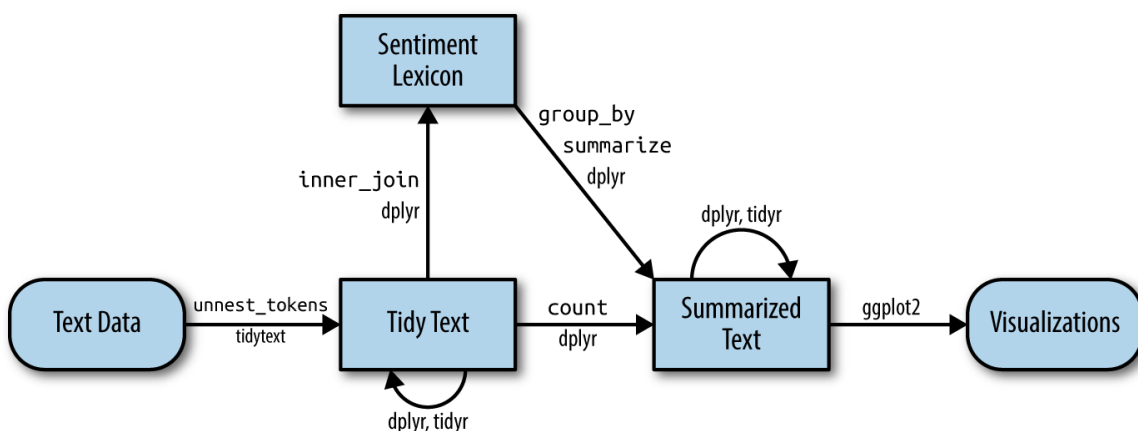 Sentiment
Lexicon
group_by
summarize
dplyr
inner_join
dplyr
dplyr, tidyr
Text Data
unnest_tokens
tidytext
Tidy Text
count
dplyr
Summarized
Text
ggplot2
Visualizations
dplyr, tidyr